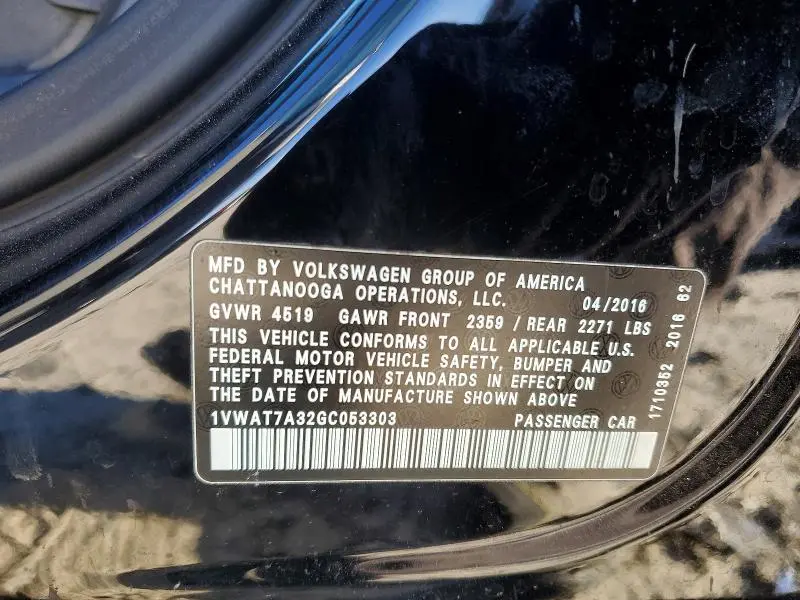 MFD BY VOLKSWAGEN GROUP OF AMERICA
CHATTANOOGA OPERATIONS, LLC. 04/2016
GVWR 4519 GAWR FRONT 2359 / REAR 2271 LBS
THIS VEHICLE CONFORMS TO ALL APPLICABLE U.S.
FEDERAL MOTOR VEHICLE SAFETY, BUMPER AND
THEFT PREVENTION STANDARDS IN EFFECT ON
THE DATE OF MANUFACTURE SHOWN ABOVE
1VWAT7A32GC053303 PASSENGER CAR
1710352 2016 62